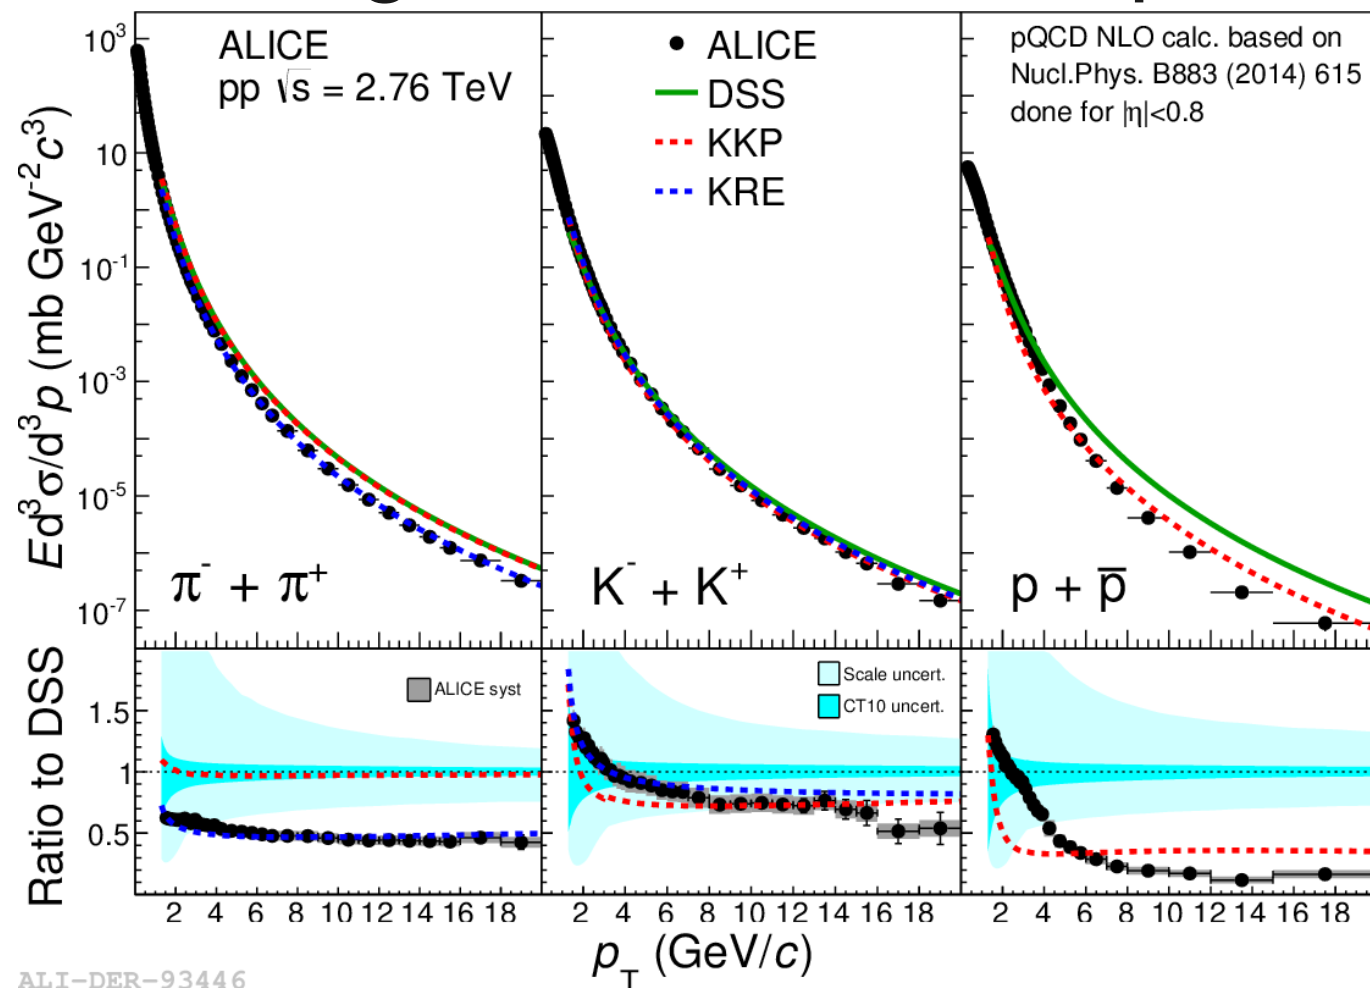 ALICE
pp √s = 2.76 TeV
ALICE
DSS
KKP
KRE
pQCD NLO calc. based on
Nucl.Phys. B883 (2014) 615
done for |η|<0.8
Ed³σ/d³p (mb GeV⁻²c³)
10³
10
10⁻¹
10⁻³
10⁻⁵
10⁻⁷
π⁻ + π⁺
K⁻ + K⁺
p + p̅
Ratio to DSS
1.5
1
0.5
ALICE syst
Scale uncert.
CT10 uncert.
2 4 6 8 10 12 14 16 18
2 4 6 8 10 12 14 16 18
2 4 6 8 10 12 14 16 18
p_T (GeV/c)
ALI-DER-93446